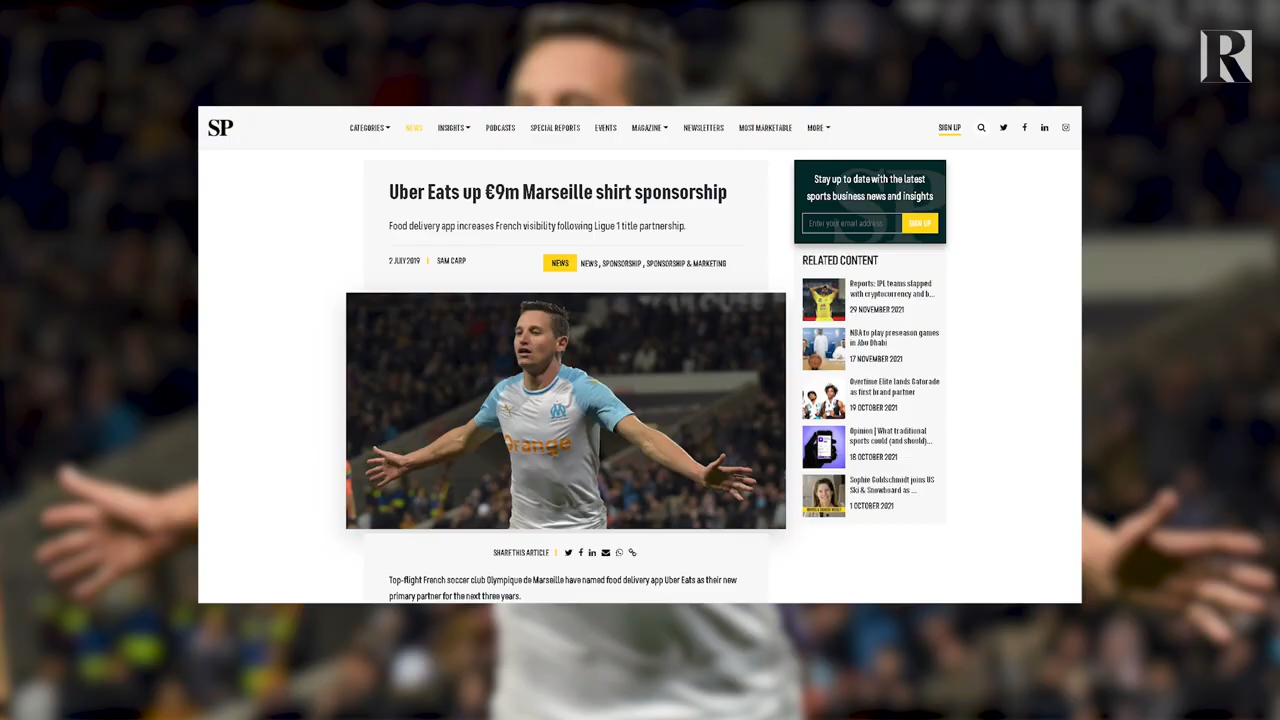 R
SP
CATEGORIES NEWS INSIGHTS PODCASTS SPECIAL REPORTS EVENTS MAGAZINE NEWSLETTERS MOST MARKETABLE MORE SIGN UP
Uber Eats up €9m Marseille shirt sponsorship
Food delivery app increases French visibility following Ligue 1 title partnership.
2 JULY 2019 | SAM CARP
NEWS NEWS , SPONSORSHIP , SPONSORSHIP & MARKETING
Orange
SHARE THIS ARTICLE |
Top-flight French soccer club Olympique de Marseille have named food delivery app Uber Eats as their new
primary partner for the next three years.
Stay up to date with the latest
sports business news and insights
Enter your email address SIGN UP
RELATED CONTENT
Reports: IPL teams slapped
with cryptocurrency and b...
29 NOVEMBER 2021
NBA to play preseason games
in Abu Dhabi
17 NOVEMBER 2021
Overtime Elite lands Gatorade
as first brand partner
19 OCTOBER 2021
Opinion | What traditional
sports could (and should)...
18 OCTOBER 2021
Sophie Goldschmidt joins US
Ski & Snowboard as ...
1 OCTOBER 2021